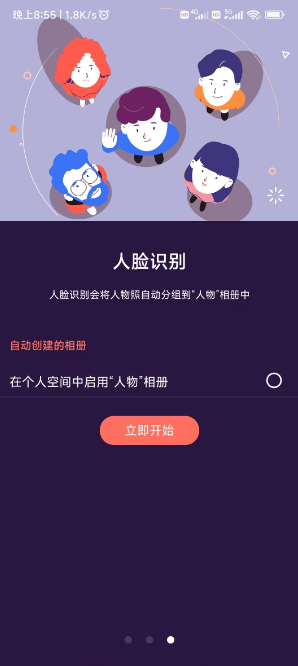 晚上8:55 | 1.8K/s
4G
5G
人脸识别
人脸识别会将人物照自动分组到“人物”相册中
自动创建的相册
在个人空间中启用“人物”相册
立即开始